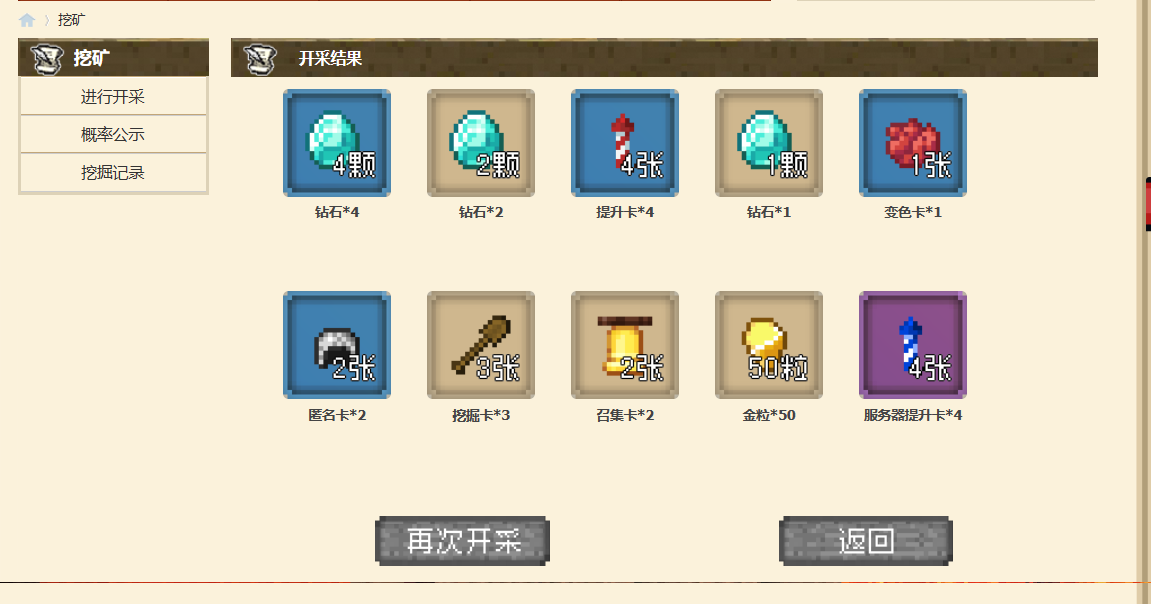 挖矿
挖矿
进行开采
概率公示
挖掘记录
开采结果
4颗
2颗
4张
1颗
1张
钻石*4
钻石*2
提升卡*4
钻石*1
变色卡*1
2张
3张
2张
50粒
4张
匿名卡*2
挖掘卡*3
召集卡*2
金粒*50
服务器提升卡*4
再次开采
返回